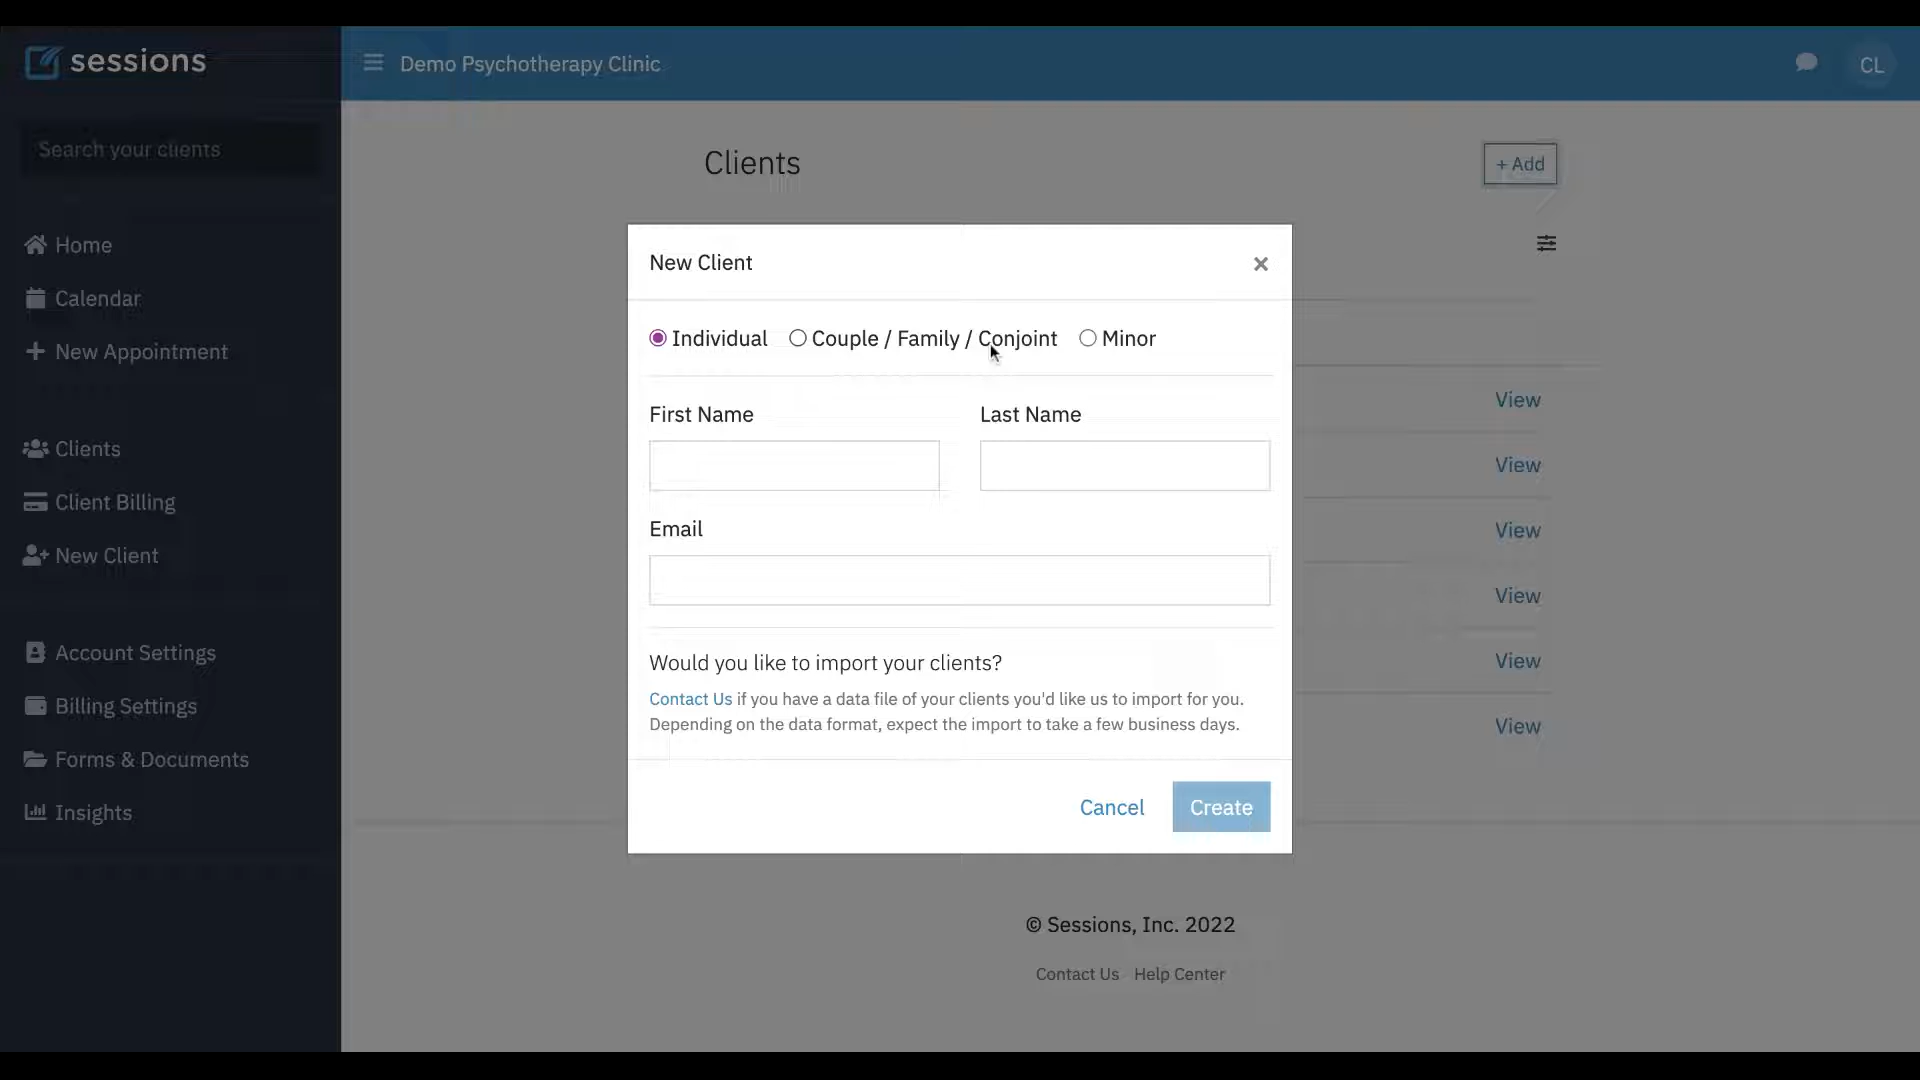 sessions
Demo Psychotherapy Clinic
CL
Search your clients
Home
Calendar
New Appointment
Clients
Client Billing
New Client
Account Settings
Billing Settings
Forms & Documents
Insights
Clients
+ Add
New Client
×
Individual Couple / Family / Conjoint Minor
First Name Last Name
Email
Would you like to import your clients?
Contact Us if you have a data file of your clients you'd like us to import for you.
Depending on the data format, expect the import to take a few business days.
Cancel Create
View
View
View
View
View
View
© Sessions, Inc. 2022
Contact Us Help Center